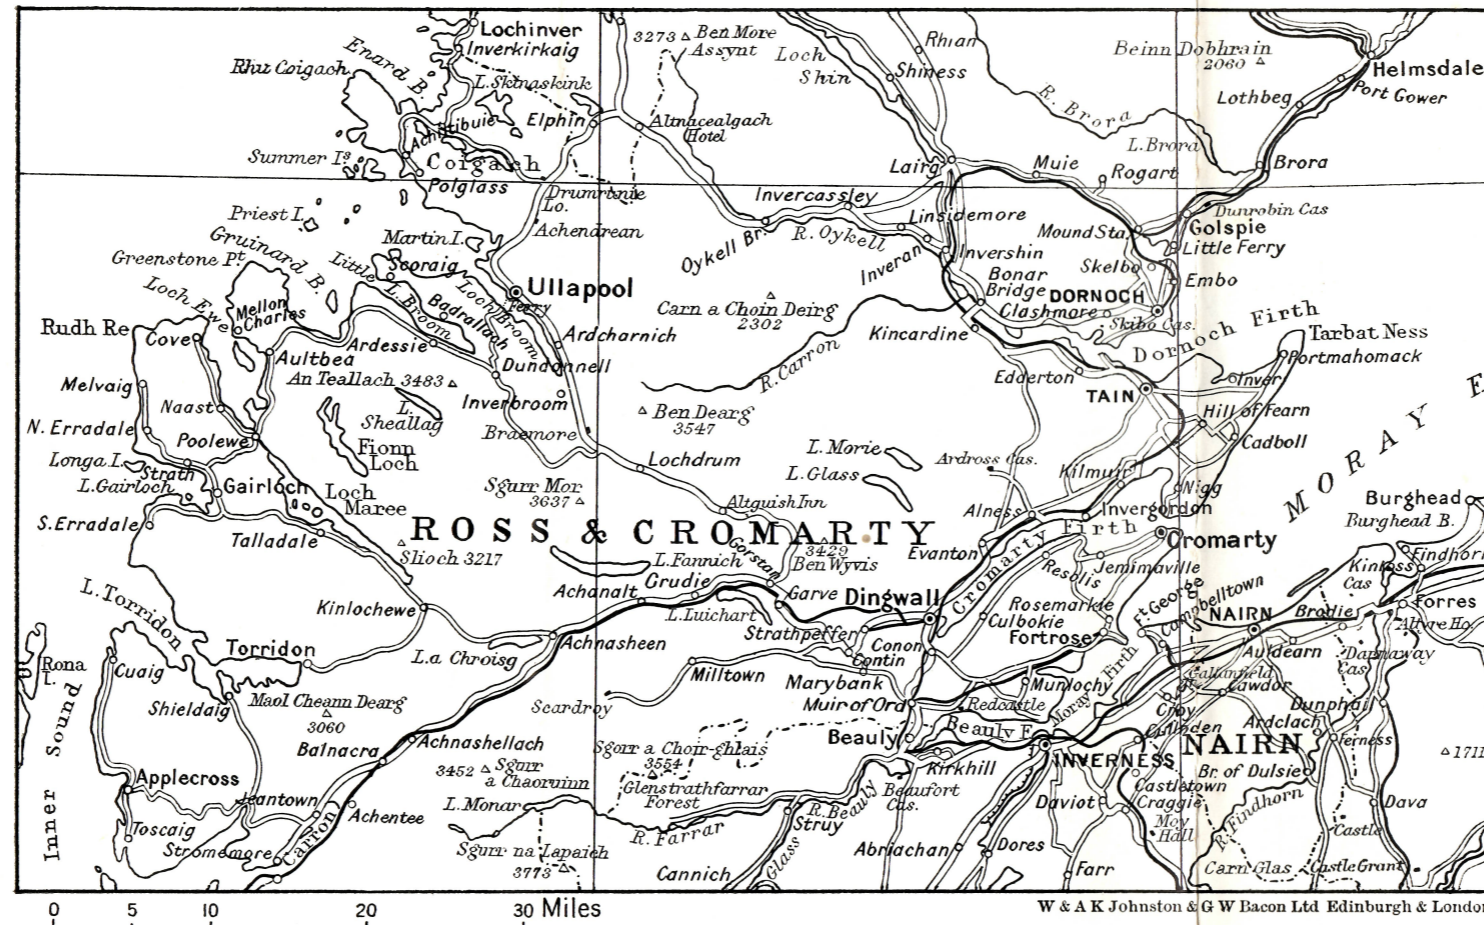 Lochinver
Inverkirkaig
Enard B.
Rhu Coigach
L. Skinaskink
3273 Ben More
Assynt
Loch
Shin
Rhian
Shiness
Beinn Dobhrain
2060
Helmsdale
Port Gower
Lothbeg
R. Brora
L. Brora
Brora
Elphin
Altnacealgach
Hotel
Achiltibuie
Coigach
Summer Is
Polglass
Drumrunie
Lo.
Achendrean
Lairg
Muie
Rogart
Invercassley
Linsidemore
Oykell Br.
R. Oykell
Inveran
Invershin
Mound Sta.
Dunrobin Cas
Golspie
Little Ferry
Skelbo
Embo
Priest I.
Martin I.
Gruinard B.
Greenstone Pt
Little
L. Broom
Scoraig
Loch Broom
Badrallach
Loch Ewe
Mellon
Charles
Ullapool
Ferry
Ardcharnich
Carn a Choin Deirg
2302
Bonar
Bridge
DORNOCH
Clashmore
Skibo Cas.
Kincardine
Dornoch Firth
Tarbat Ness
Portmahomack
Rudh Re
Cove
Aultbea
Ardessie
Dundonnell
An Teallach 3483
R. Carron
Edderton
TAIN
Inver
Melvaig
Naast
L.
Sheallag
Inverbroom
Ben Dearg
3547
Hill of Fearn
Cadboll
N. Erradale
Poolewe
Fionn
Loch
Braemore
Lochdrum
L. Morie
L. Glass
Ardross Cas.
Kilmuir
Longa I.
Strath
L. Gairloch
Gairloch
Loch
Maree
Sgurr Mor
3637
Altguish Inn
Alness
Nigg
Invergordon
MORAY F
Burghead
Burghead B.
S. Erradale
Talladale
ROSS & CROMARTY
Slioch 3217
L. Fannich
Gorstan
3429
Ben Wyvis
Evanton
Cromarty Firth
Cromarty
Findhorn
Kinloss
Cas
L. Torridon
Kinlochewe
Achanalt
Grudie
L. Luichart
Garve
Dingwall
Resolis
Jemimaville
Rosemarkie
Culbokie
Fortrose
Ft. George
Campbelltown
NAIRN
Brodie
Forres
Altyre Ho.
Rona
I.
Torridon
Achnasheen
La Chroisg
Strathpeffer
Contin
Conon
Auldearn
Darnaway
Cas
Cuaig
Shieldaig
Maol Cheann Dearg
3060
Milltown
Marybank
Muir of Ord
Munlochy
Moray Firth
Redcastle
Cawdor
Croy
Culloden
Dunphail
Scardroy
Balnacra
Achnashellach
Sgorr a Choir-ghlais
3554
Beauly
Beauly F.
Kirkhill
INVERNESS
NAIRN
Ardclach
Ferness
Br. of Dulsie
1711
Applecross
3452 Sgurr
a Chaoruinn
Glenstrathfarrar
Forest
Beaufort
Cas.
Castletown
Craggie
Inner Sound
Jeantown
L. Monar
R. Farrar
R. Beauly
Struy
Daviot
Moy
Hall
R. Findhorn
Dava
Toscaig
Stromemore
Carron
Achentee
Sgurr na Lapaich
3773
Cannich
Glass
Abriachan
Dores
Farr
Carn Glas
Castle
Castle Grant
0 5 10 20 30 Miles
W & A K Johnston & G W Bacon Ltd Edinburgh & London